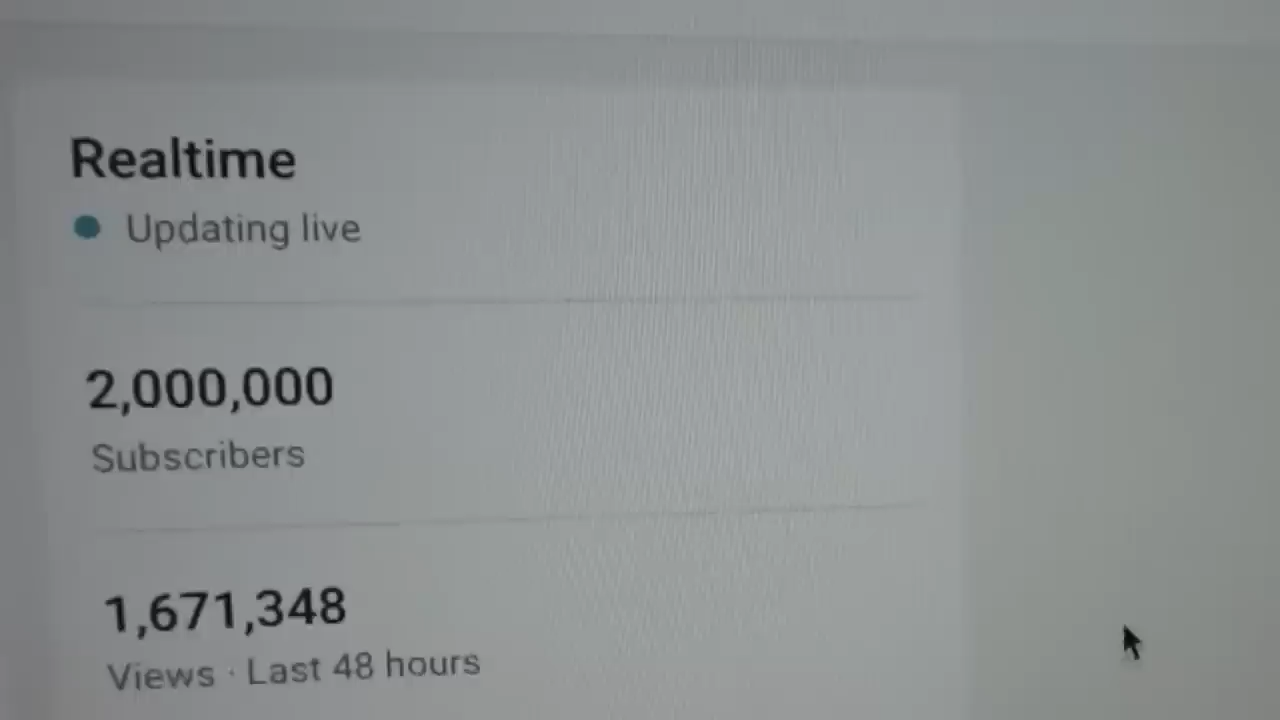 Realtime
Updating live
2,000,000
Subscribers
1,671,348
Views · Last 48 hours